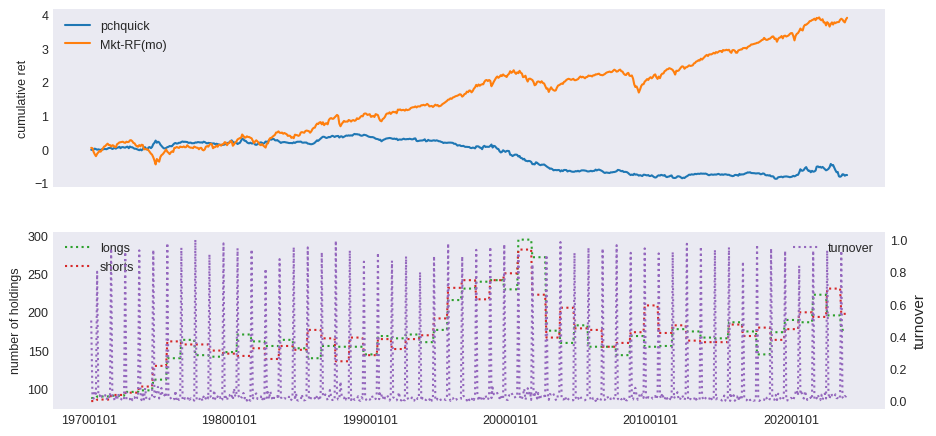 4
3
2
1
0
−1
cumulative ret
pchquick
Mkt-RF(mo)
300
250
200
150
100
number of holdings
longs
shorts
turnover
1.0
0.8
0.6
0.4
0.2
0.0
turnover
19700101 19800101 19900101 20000101 20100101 20200101